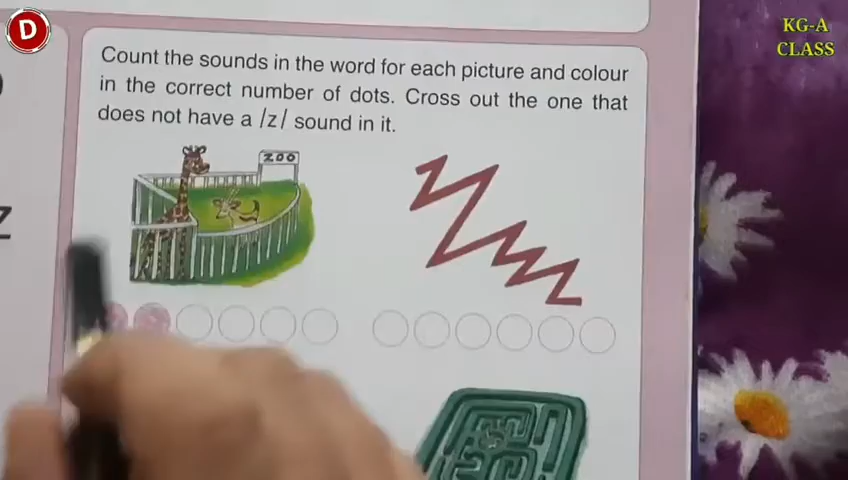 D
KG-A
CLASS
Count the sounds in the word for each picture and colour
in the correct number of dots. Cross out the one that
does not have a /z/ sound in it.
ZOO
z